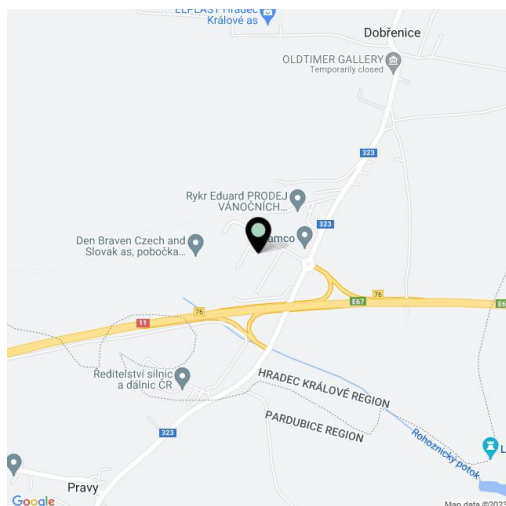 ELPLAST Hradec
Králové as
Dobřenice
OLDTIMER GALLERY
Temporarily closed
323
Rykr Eduard PRODEJ
VÁNOČNÍCH...
323
Den Braven Czech and
Slovak as, pobočka...
76
E67
76
11
Ředitelství silnic
a dálnic ČR
HRADEC KRÁLOVÉ REGION
PARDUBICE REGION
323
Rohoznický potok
L
Pravy
Google
Map data ©2023